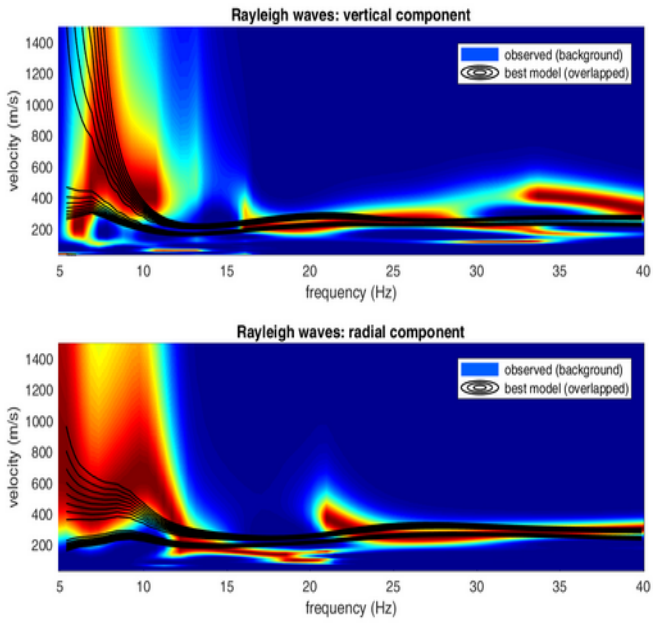 Rayleigh waves: vertical component
1400
1200
1000
800
600
400
200
velocity (m/s)
observed (background)
best model (overlapped)
5 10 15 20 25 30 35 40
frequency (Hz)
Rayleigh waves: radial component
1400
1200
1000
800
600
400
200
velocity (m/s)
observed (background)
best model (overlapped)
5 10 15 20 25 30 35 40
frequency (Hz)